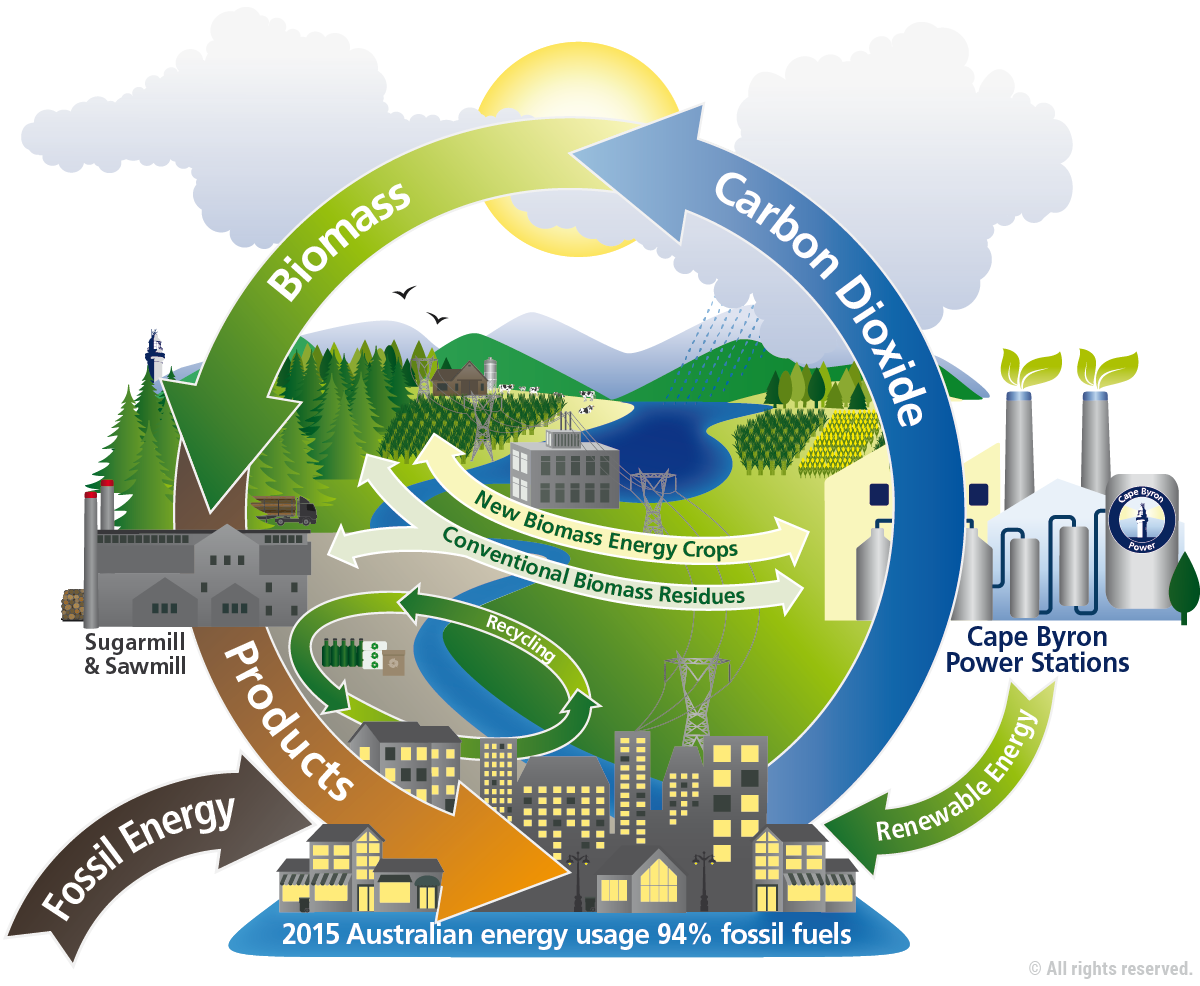 Carbon Dioxide
Biomass
New Biomass Energy Crops
Conventional Biomass Residues
Cape Byron
Power
Recycling
Sugarmill
& Sawmill
Cape Byron
Power Stations
Products
Renewable Energy
Fossil Energy
2015 Australian energy usage 94% fossil fuels
© All rights reserved.